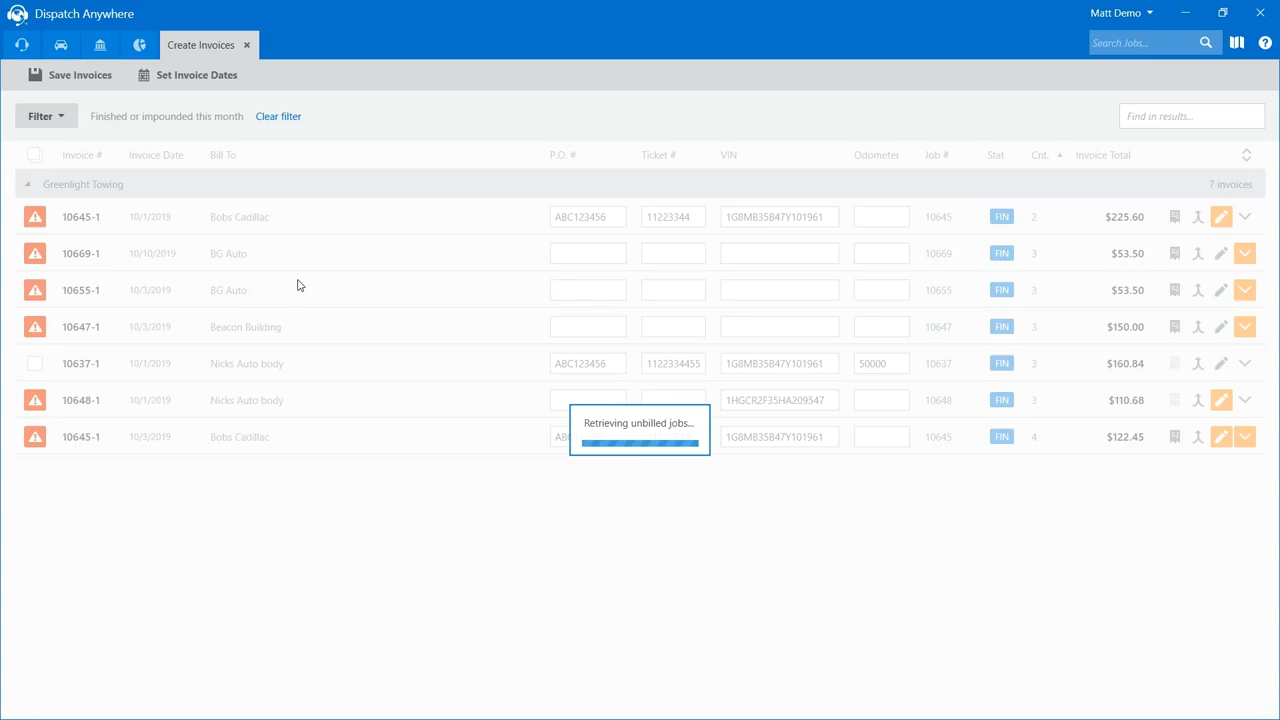 Dispatch Anywhere
Matt Demo
Create Invoices
Search Jobs...
Save Invoices
Set Invoice Dates
Filter
Finished or impounded this month
Clear filter
Find in results...
Invoice # Invoice Date Bill To P.O. # Ticket # VIN Odometer Job # Stat Cnt. Invoice Total
Greenlight Towing 7 invoices
10645-1 10/1/2019 Bobs Cadillac ABC123456 11223344 1G8MB35B47Y101961 10645 FIN 2 $225.60
10669-1 10/10/2019 BG Auto 10669 FIN 3 $53.50
10655-1 10/3/2019 BG Auto 10655 FIN 3 $53.50
10647-1 10/3/2019 Beacon Building 10647 FIN 3 $150.00
10637-1 10/1/2019 Nicks Auto body ABC123456 1122334455 1G8MB35B47Y101961 50000 10637 FIN 3 $160.84
10648-1 10/3/2019 Nicks Auto body 1HGCR2F35HA209547 10648 FIN 3 $110.68
Retrieving unbilled jobs...
10645-1 10/3/2019 Bobs Cadillac 1G8MB35B47Y101961 10645 FIN 4 $122.45